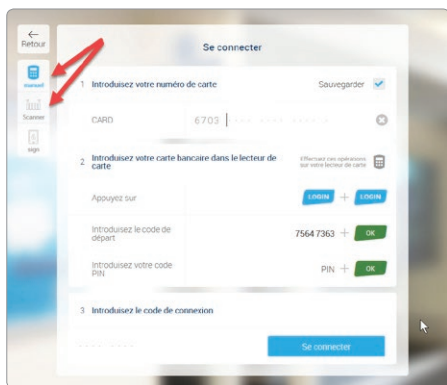 Retour
Se connecter
manuel
1 Introduisez votre numéro de carte
Sauvegarder
Scanner
CARD
6703
sign
2 Introduisez votre carte bancaire dans le lecteur de
carte
Effectuez ces opérations
sur votre lecteur de carte
Appuyez sur
LOGIN + LOGIN
Introduisez le code de
départ
7564 7363 + OK
Introduisez votre code
PIN
PIN + OK
3 Introduisez le code de connexion
Se connecter